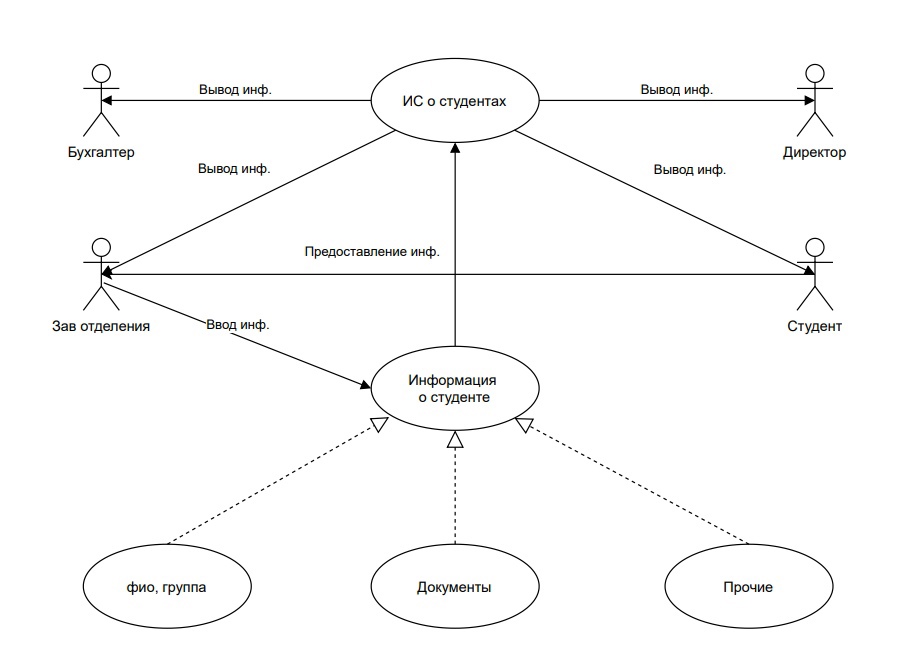 Вывод инф.
ИС о студентах
Вывод инф.
Бухгалтер
Директор
Вывод инф.
Вывод инф.
Предоставление инф.
Зав отделения
Ввод инф.
Студент
Информация
о студенте
фио, группа
Документы
Прочие